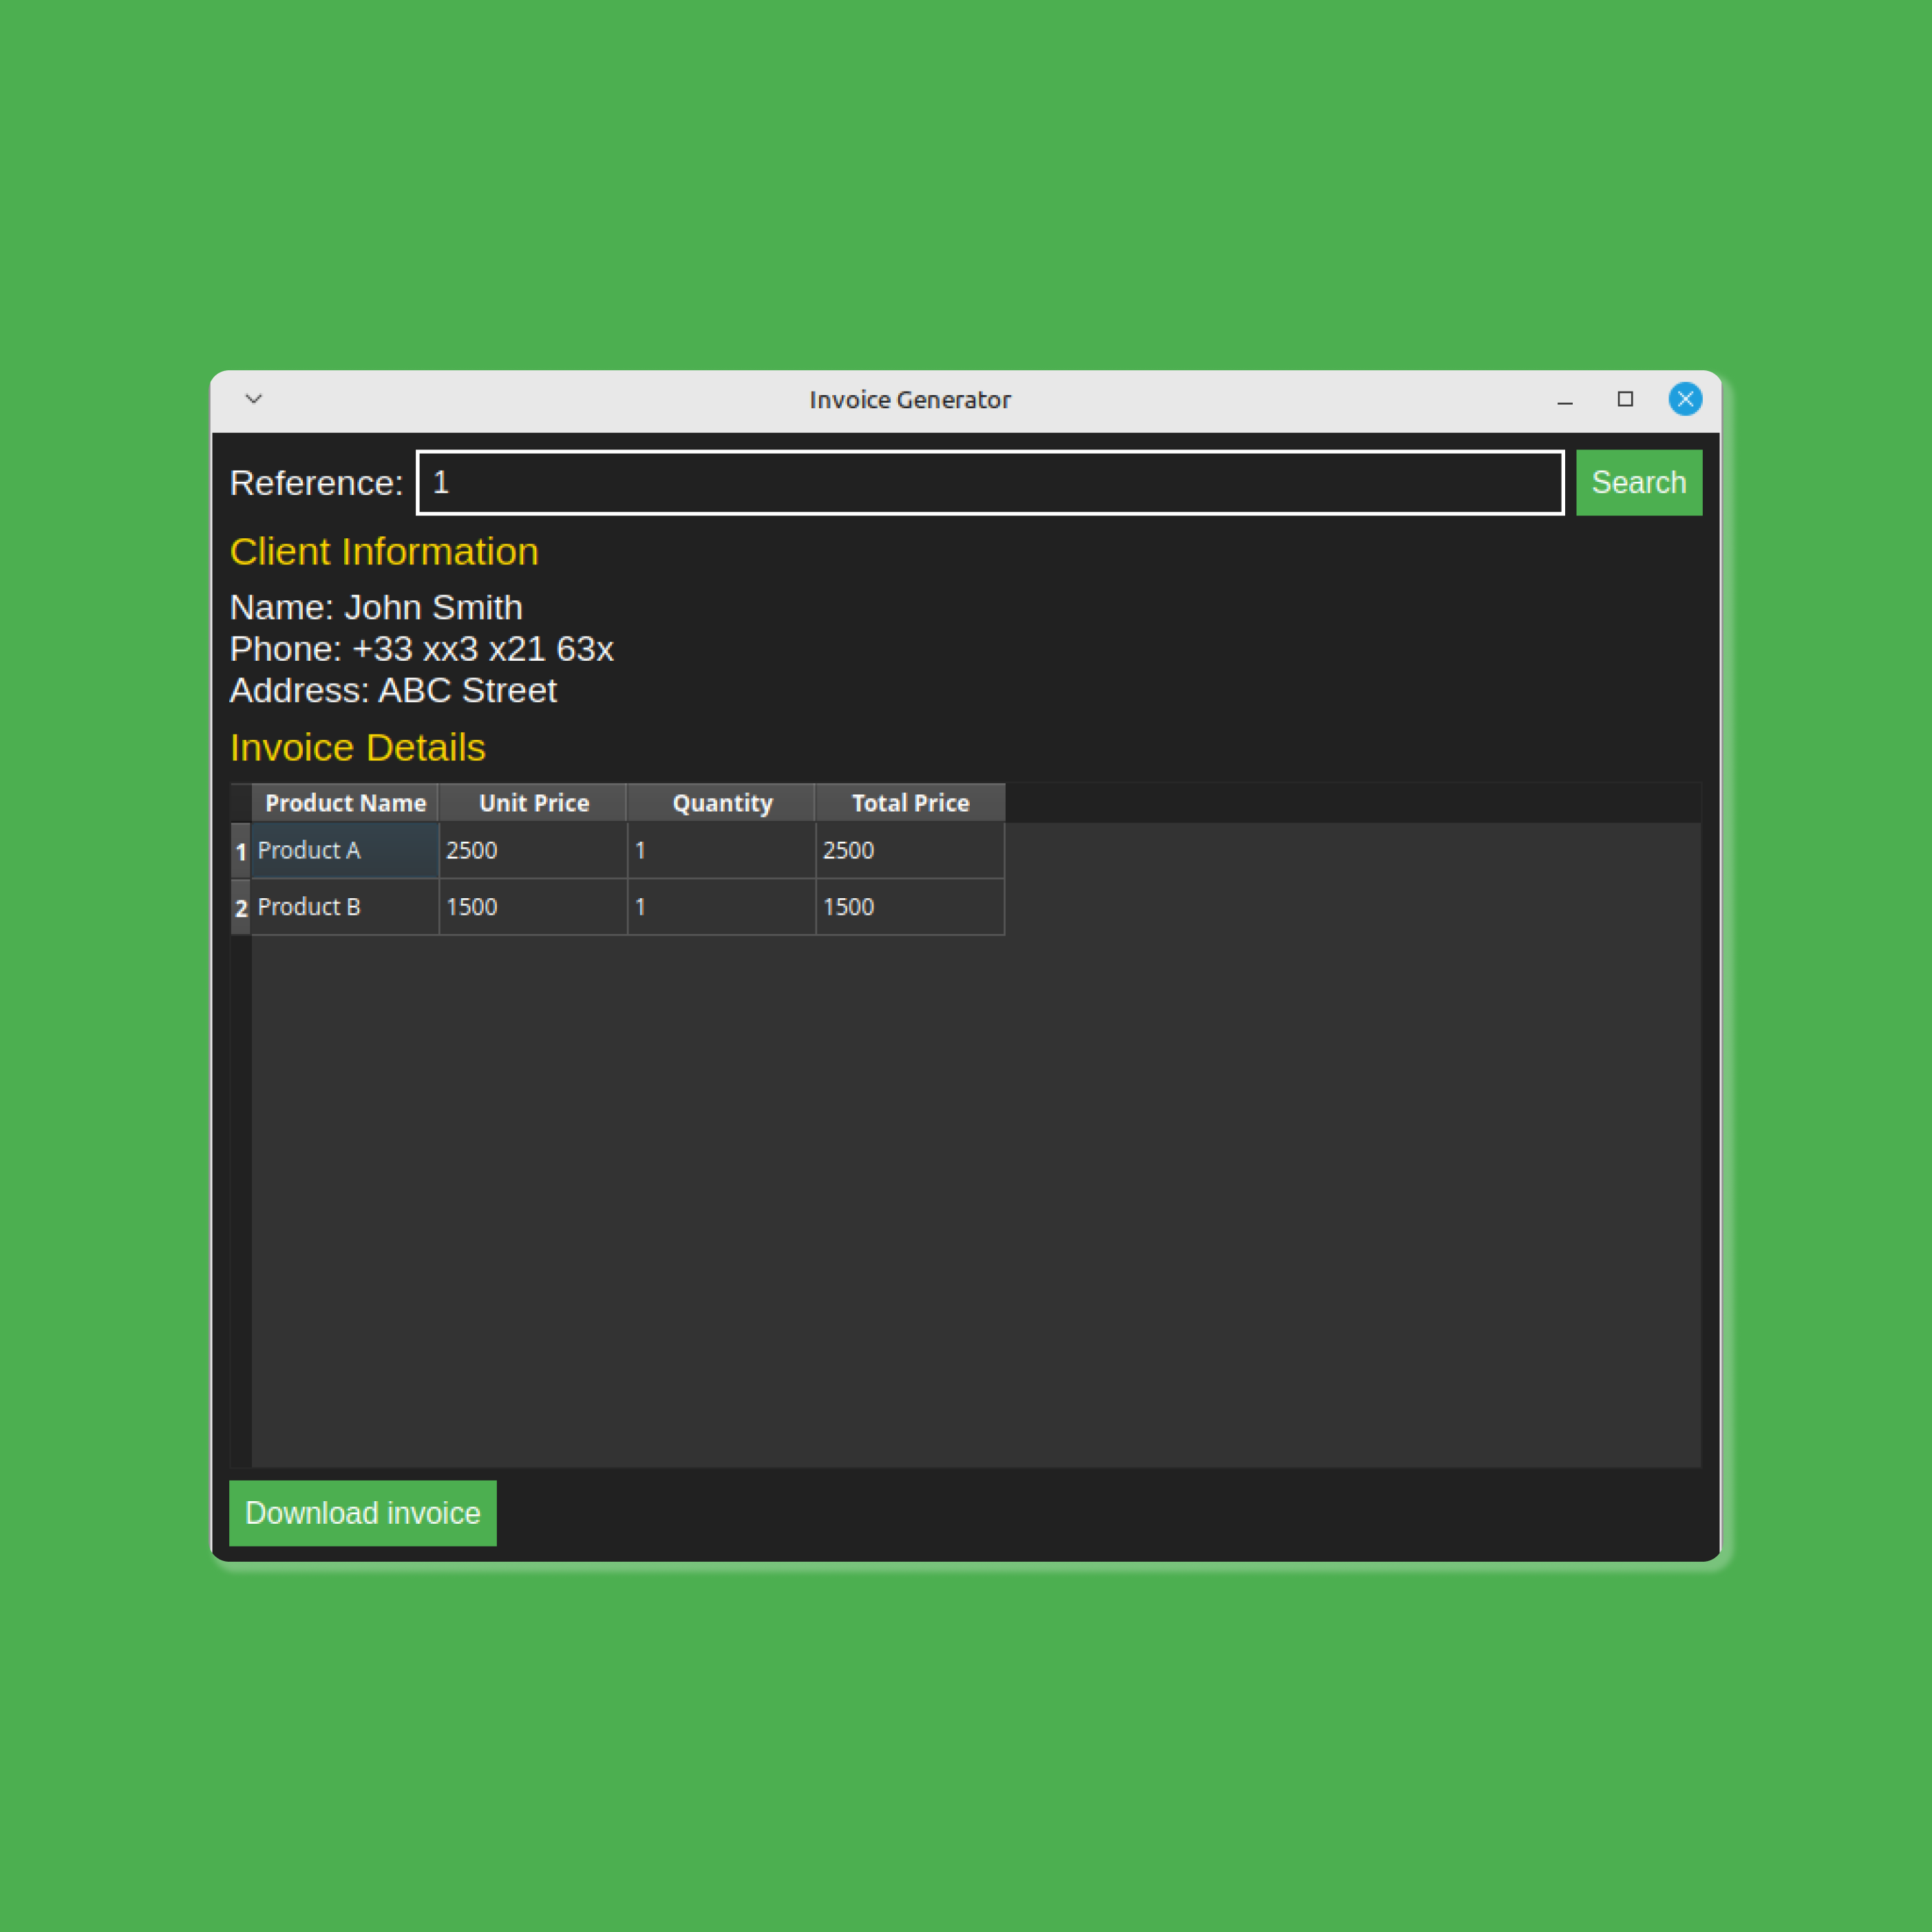 Invoice Generator
Reference: 1 Search
Client Information
Name: John Smith
Phone: +33 xx3 x21 63x
Address: ABC Street
Invoice Details
Product Name Unit Price Quantity Total Price
1 Product A 2500 1 2500
2 Product B 1500 1 1500
Download invoice